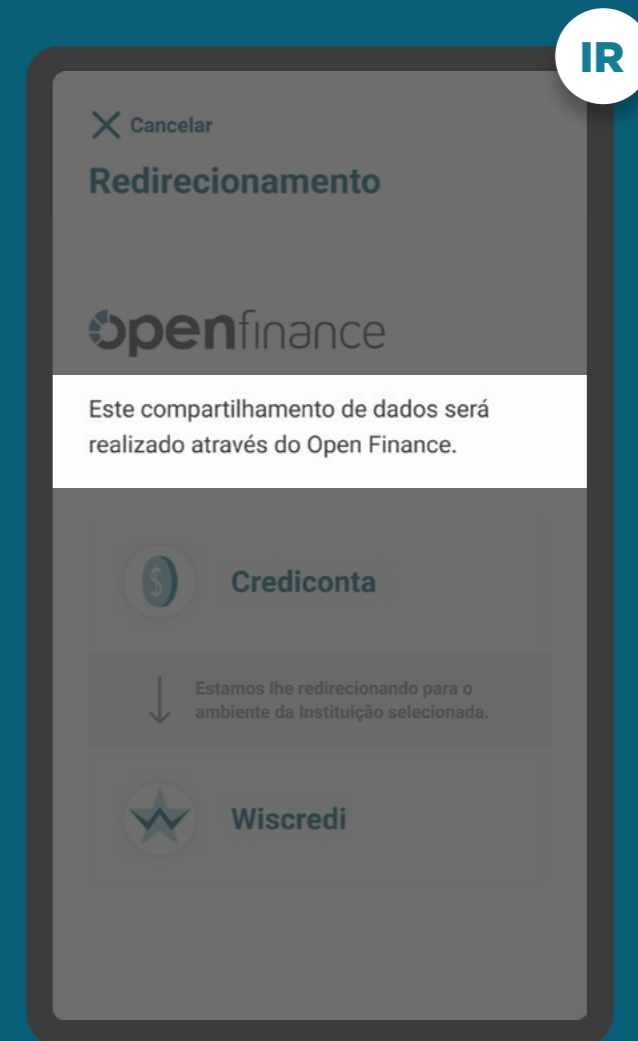 IR
Cancelar
Redirecionamento
openfinance
Este compartilhamento de dados será
realizado através do Open Finance.
$
Crediconta
Estamos lhe redirecionando para o
ambiente da Instituição selecionada.
Wiscredi